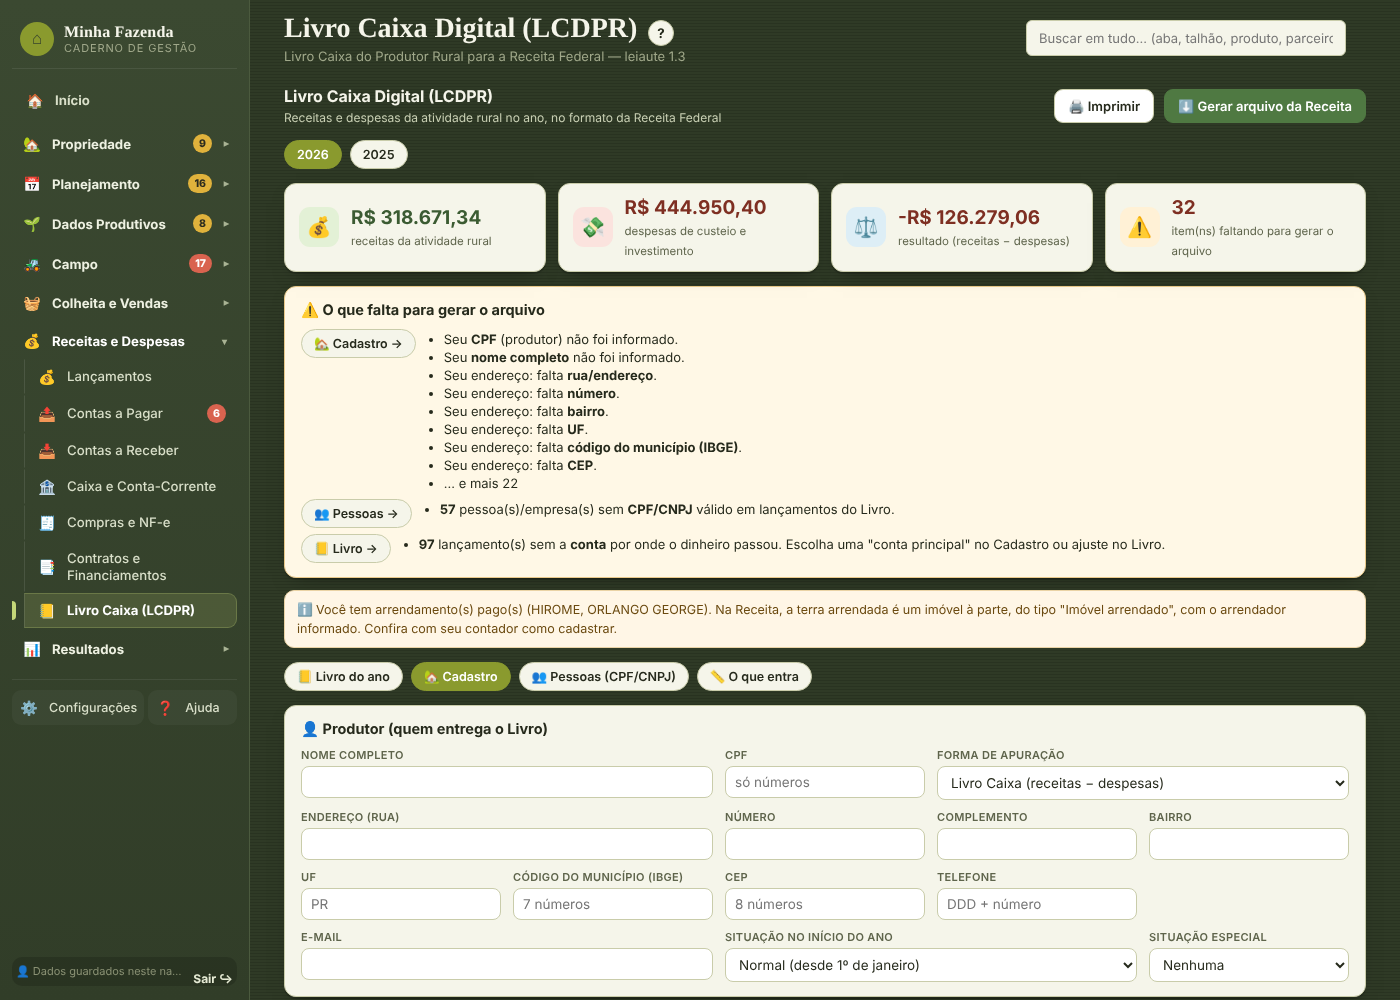 Minha Fazenda
CADERNO DE GESTÃO
Início
Propriedade 9
Planejamento 16
Dados Produtivos 8
Campo 17
Colheita e Vendas
Receitas e Despesas
Lançamentos
Contas a Pagar 6
Contas a Receber
Caixa e Conta-Corrente
Compras e NF-e
Contratos e
Financiamentos
Livro Caixa (LCDPR)
Resultados
Configurações Ajuda
Dados guardados neste na... Sair
Livro Caixa Digital (LCDPR) ?
Livro Caixa do Produtor Rural para a Receita Federal — leiaute 1.3
Buscar em tudo... (aba, talhão, produto, parceiro
Livro Caixa Digital (LCDPR)
Receitas e despesas da atividade rural no ano, no formato da Receita Federal
Imprimir Gerar arquivo da Receita
2026 2025
R$ 318.671,34
receitas da atividade rural
R$ 444.950,40
despesas de custeio e
investimento
-R$ 126.279,06
resultado (receitas − despesas)
32
item(ns) faltando para gerar o
arquivo
O que falta para gerar o arquivo
Cadastro →
• Seu CPF (produtor) não foi informado.
• Seu nome completo não foi informado.
• Seu endereço: falta rua/endereço.
• Seu endereço: falta número.
• Seu endereço: falta bairro.
• Seu endereço: falta UF.
• Seu endereço: falta código do município (IBGE).
• Seu endereço: falta CEP.
• ... e mais 22
Pessoas → • 57 pessoa(s)/empresa(s) sem CPF/CNPJ válido em lançamentos do Livro.
Livro → • 97 lançamento(s) sem a conta por onde o dinheiro passou. Escolha uma "conta principal" no Cadastro ou ajuste no Livro.
Você tem arrendamento(s) pago(s) (HIROME, ORLANGO GEORGE). Na Receita, a terra arrendada é um imóvel à parte, do tipo "Imóvel arrendado", com o arrendador
informado. Confira com seu contador como cadastrar.
Livro do ano Cadastro Pessoas (CPF/CNPJ) O que entra
Produtor (quem entrega o Livro)
NOME COMPLETO CPF FORMA DE APURAÇÃO
só números Livro Caixa (receitas − despesas)
ENDEREÇO (RUA) NÚMERO COMPLEMENTO BAIRRO
UF CÓDIGO DO MUNICÍPIO (IBGE) CEP TELEFONE
PR 7 números 8 números DDD + número
E-MAIL SITUAÇÃO NO INÍCIO DO ANO SITUAÇÃO ESPECIAL
Normal (desde 1º de janeiro) Nenhuma